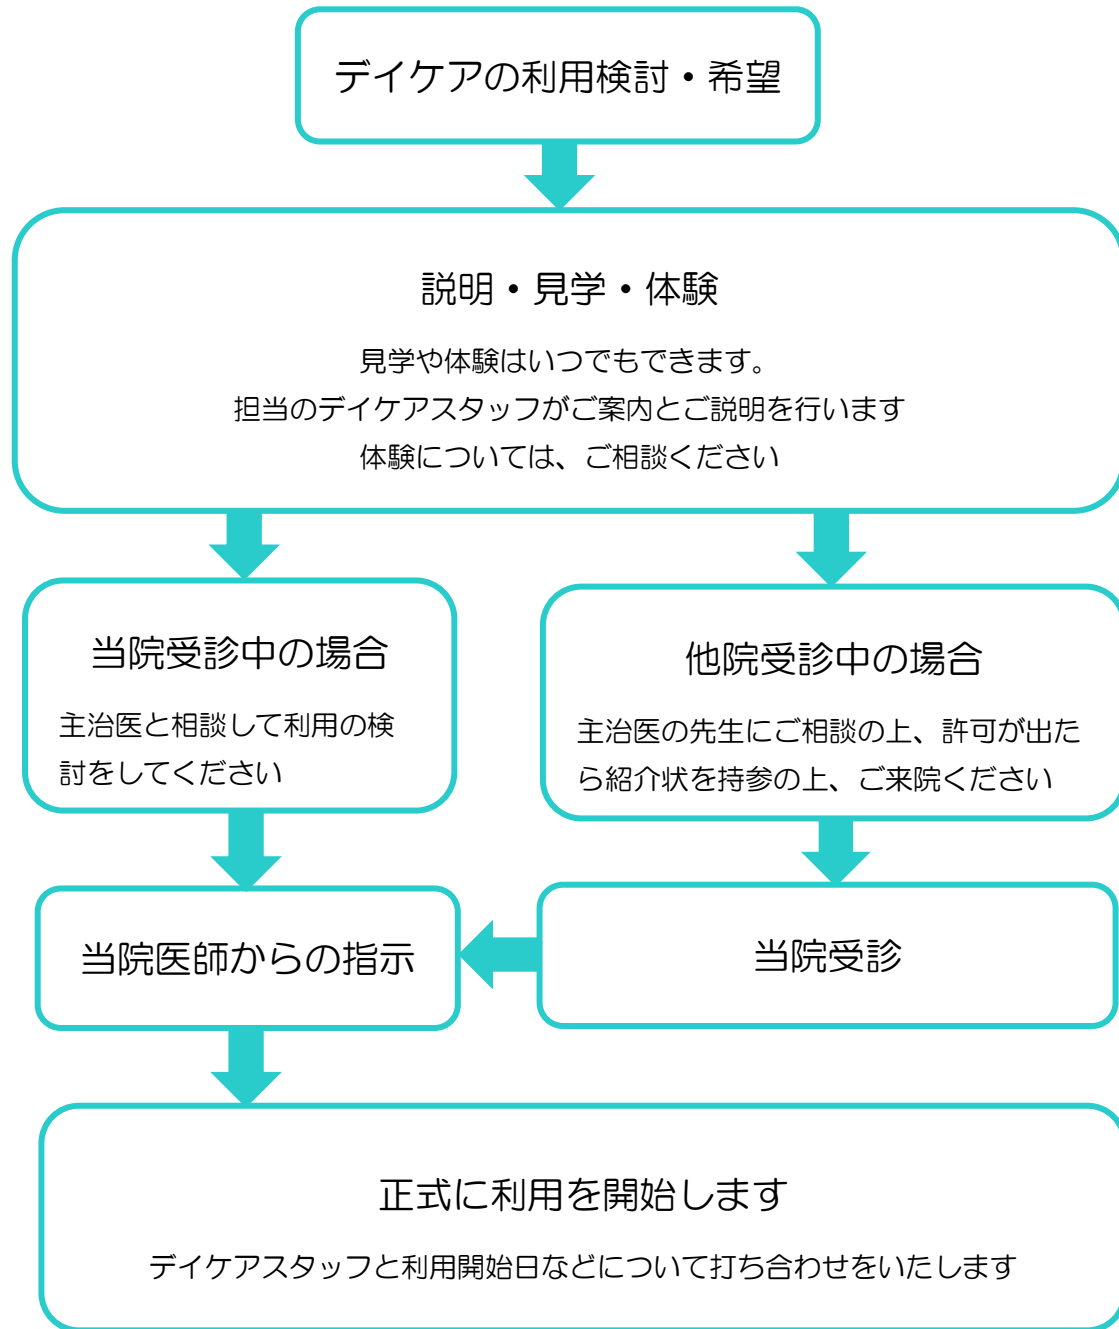 デイケアの利用検討・希望
説明・見学・体験
見学や体験はいつでもできます。
担当のデイケアスタッフがご案内とご説明を行います
体験については、ご相談ください
当院受診中の場合
主治医と相談して利用の検
討をしてください
他院受診中の場合
主治医の先生にご相談の上、許可が出た
ら紹介状を持参の上、ご来院ください
当院受診
当院医師からの指示
正式に利用を開始します
デイケアスタッフと利用開始日などについて打ち合わせをいたします